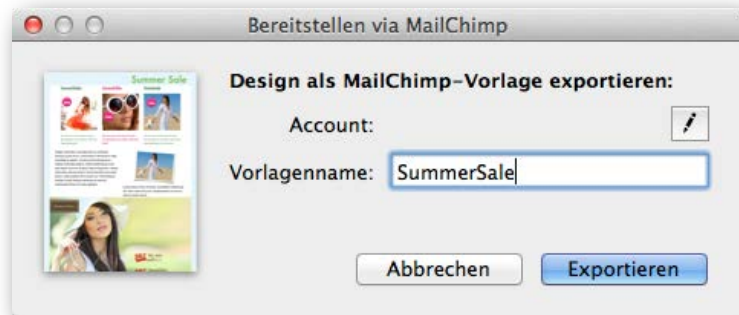 Bereitstellen via MailChimp
Summer Sale
Design als MailChimp-Vorlage exportieren:
Account:
Vorlagenname: SummerSale
Abbrechen Exportieren